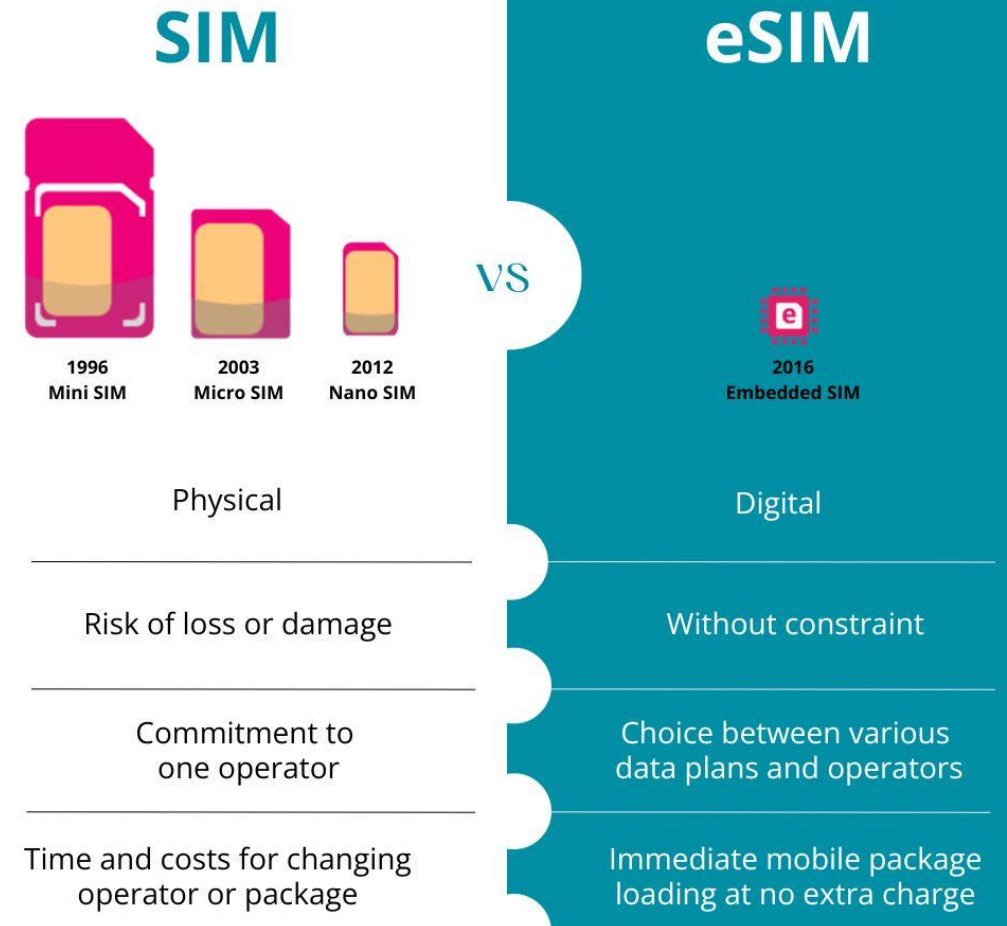 SIM
eSIM
vs
e
1996
Mini SIM
2003
Micro SIM
2012
Nano SIM
2016
Embedded SIM
Physical
Digital
Risk of loss or damage
Without constraint
Commitment to
one operator
Choice between various
data plans and operators
Time and costs for changing
operator or package
Immediate mobile package
loading at no extra charge